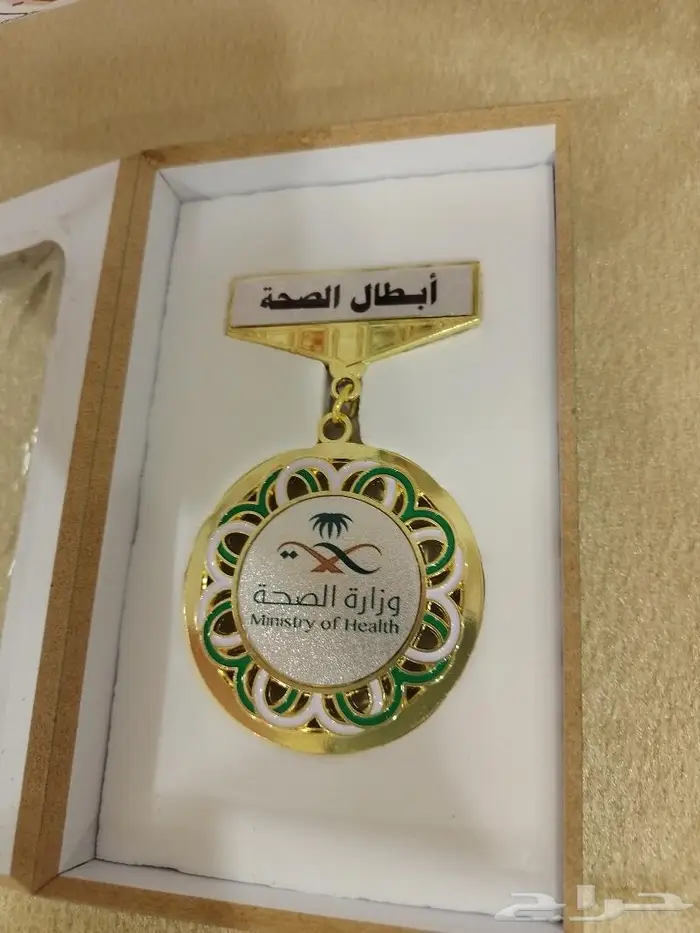 أبطال الصحة
وزارة الصحة
Ministry of Health
حراج